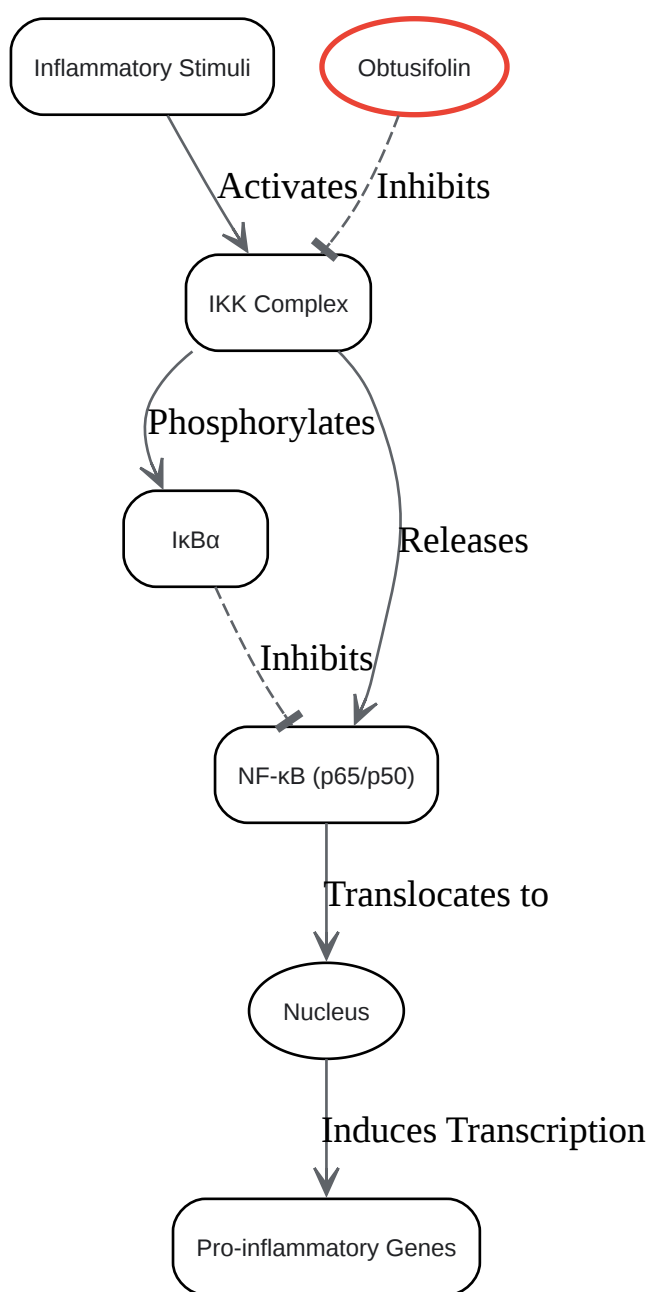 Inflammatory Stimuli
Obtusifolin
Activates
Inhibits
IKK Complex
Phosphorylates
IκBα
Releases
Inhibits
NF-κB (p65/p50)
Translocates to
Nucleus
Induces Transcription
Pro-inflammatory Genes